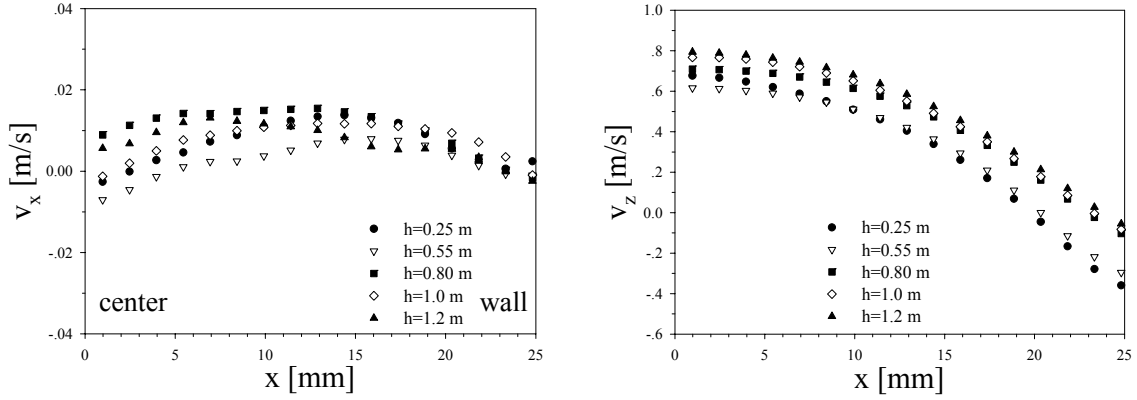 .04
.02
0.00
-.02
-.04
v_x [m/s]
center
wall
h=0.25 m
h=0.55 m
h=0.80 m
h=1.0 m
h=1.2 m
0 5 10 15 20 25
x [mm]
1.0
.8
.6
.4
.2
0.0
-.2
-.4
-.6
v_z [m/s]
h=0.25 m
h=0.55 m
h=0.80 m
h=1.0 m
h=1.2 m
0 5 10 15 20 25
x [mm]